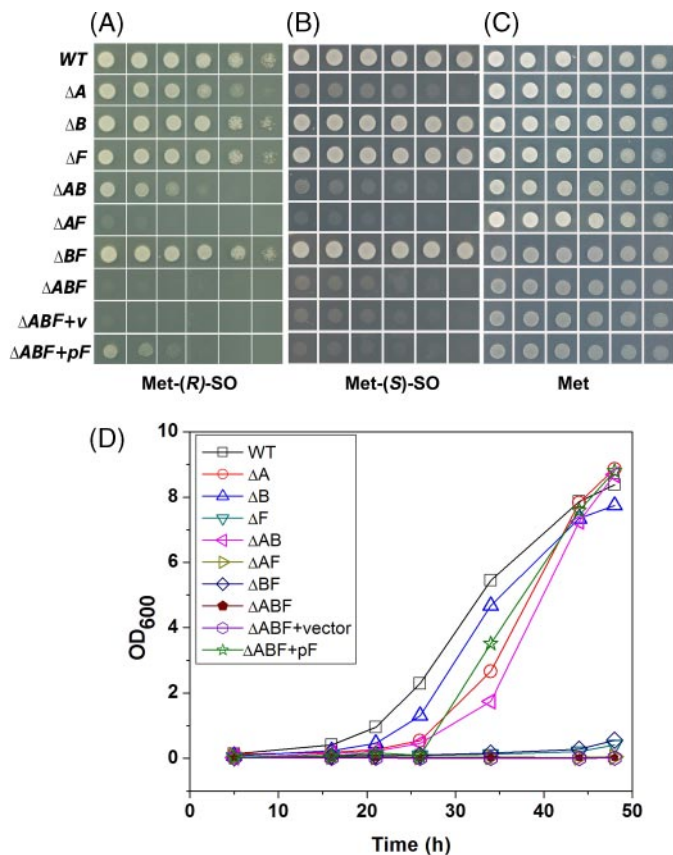 (A)
(B)
(C)
WT
ΔA
ΔB
ΔF
ΔAB
ΔAF
ΔBF
ΔABF
ΔABF+v
ΔABF+pF
Met-(R)-SO
Met-(S)-SO
Met
(D)
10
8
6
4
2
0
OD600
WT
ΔA
ΔB
ΔF
ΔAB
ΔAF
ΔBF
ΔABF
ΔABF+vector
ΔABF+pF
0
10
20
30
40
50
Time (h)